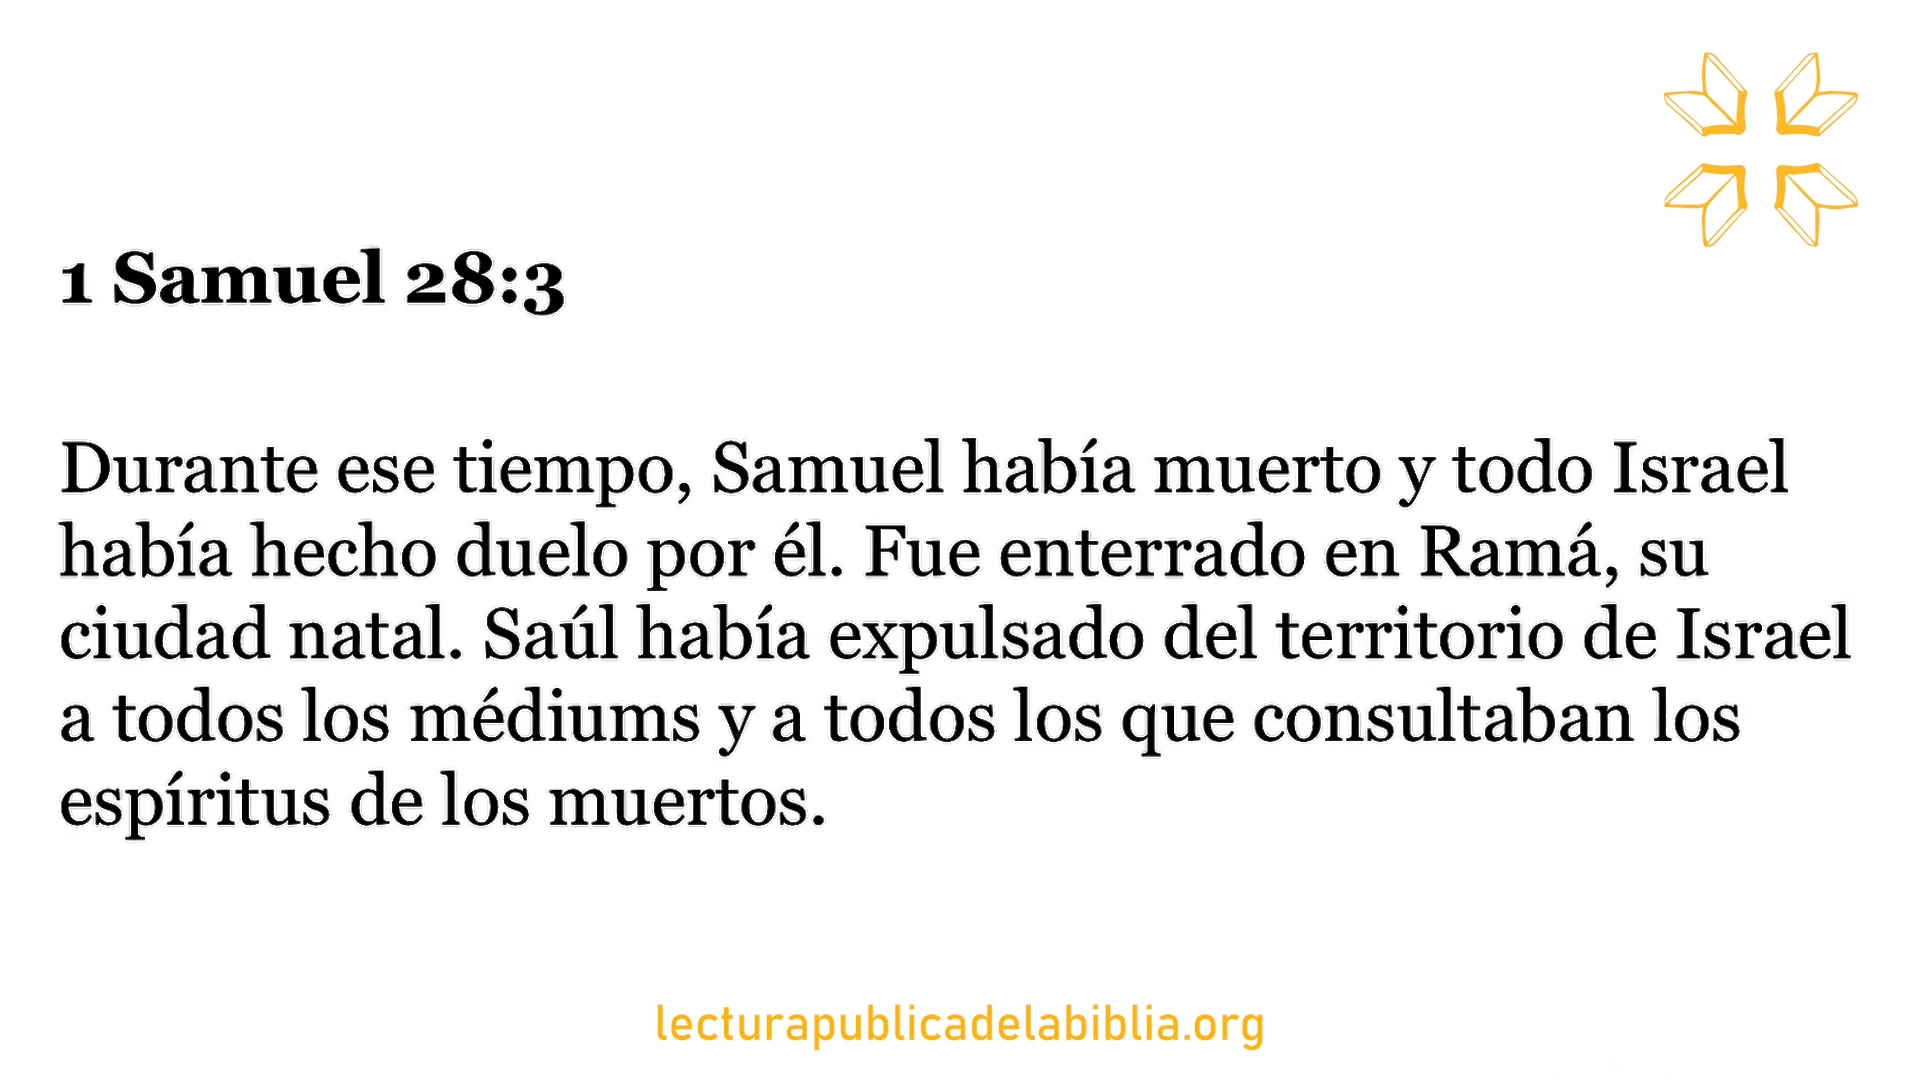 1 Samuel 28:3
Durante ese tiempo, Samuel había muerto y todo Israel
había hecho duelo por él. Fue enterrado en Ramá, su
ciudad natal. Saúl había expulsado del territorio de Israel
a todos los médiums y a todos los que consultaban los
espíritus de los muertos.
lecturapublicadelabiblia.org